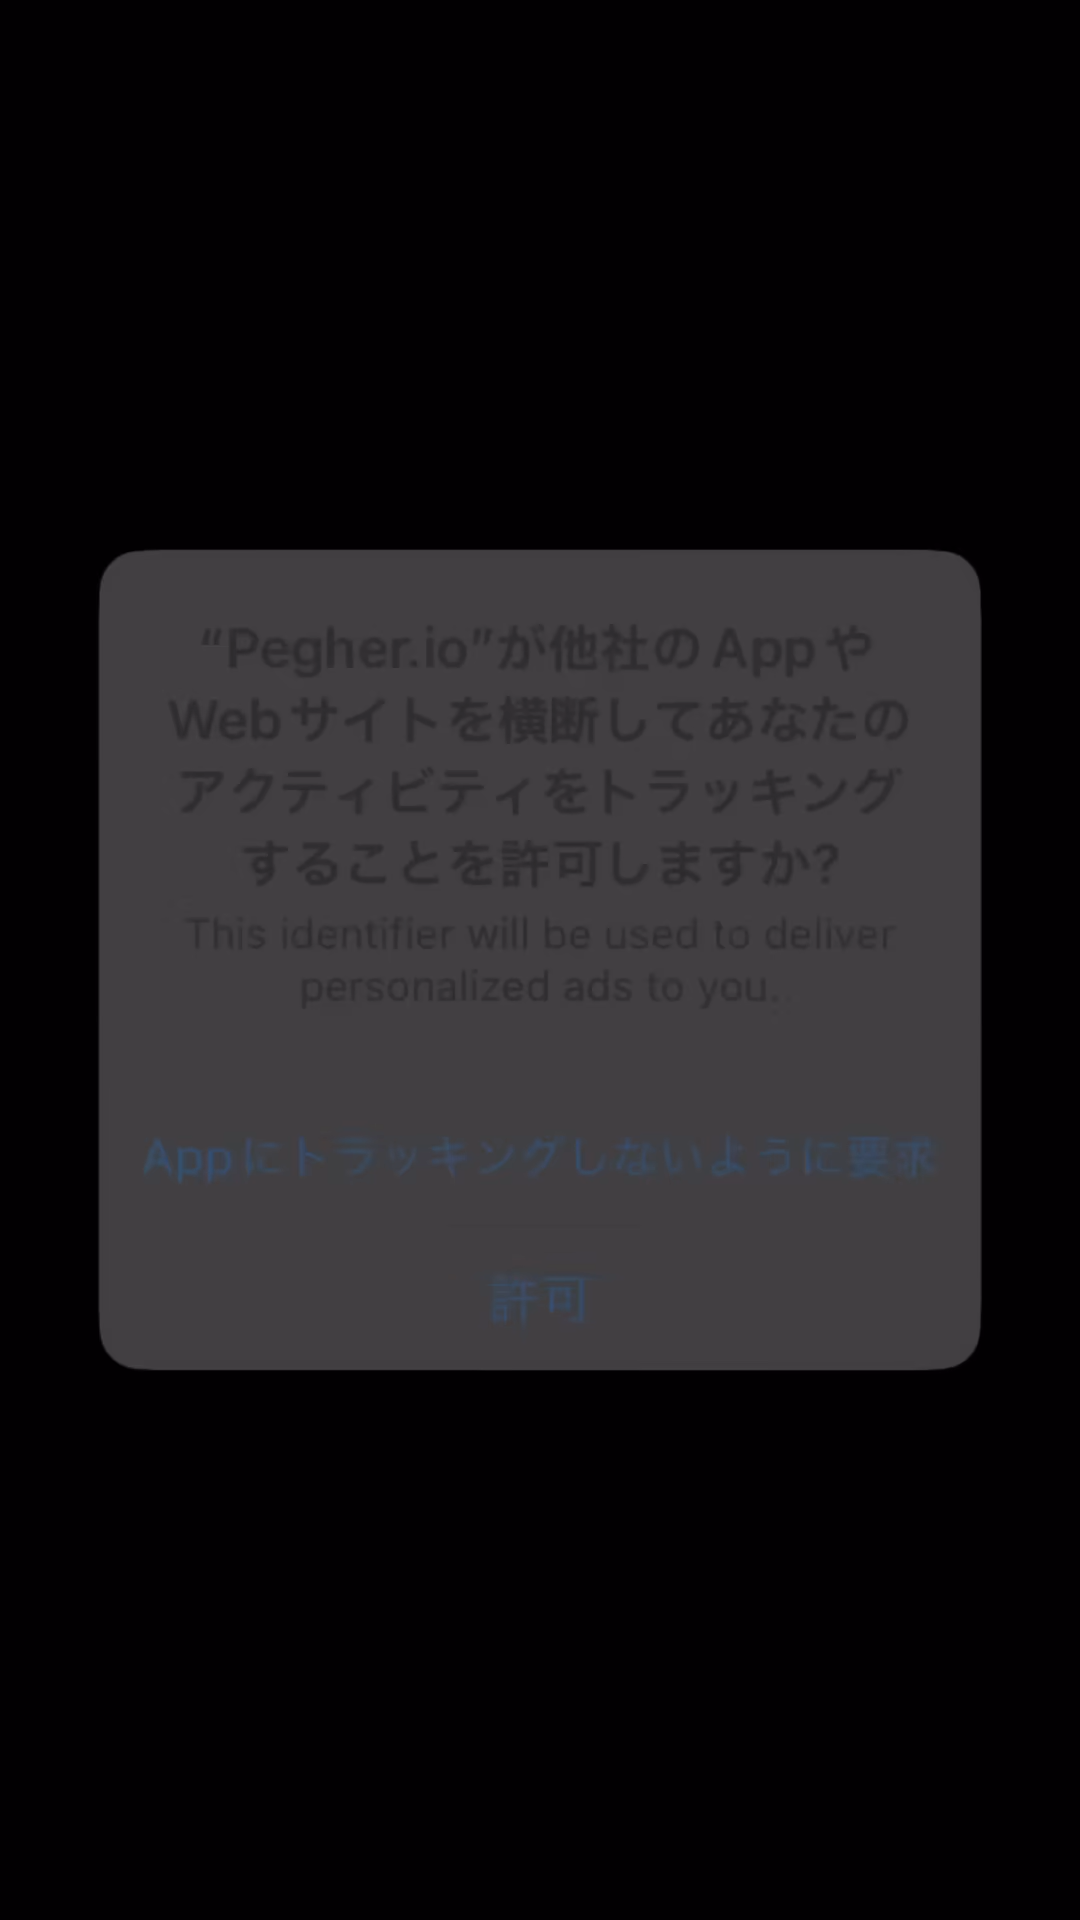 “Pegher.io”が他社のAppや
Webサイトを横断してあなたの
アクティビティをトラッキング
することを許可しますか?
This identifier will be used to deliver
personalized ads to you.
Appにトラッキングしないように要求
許可